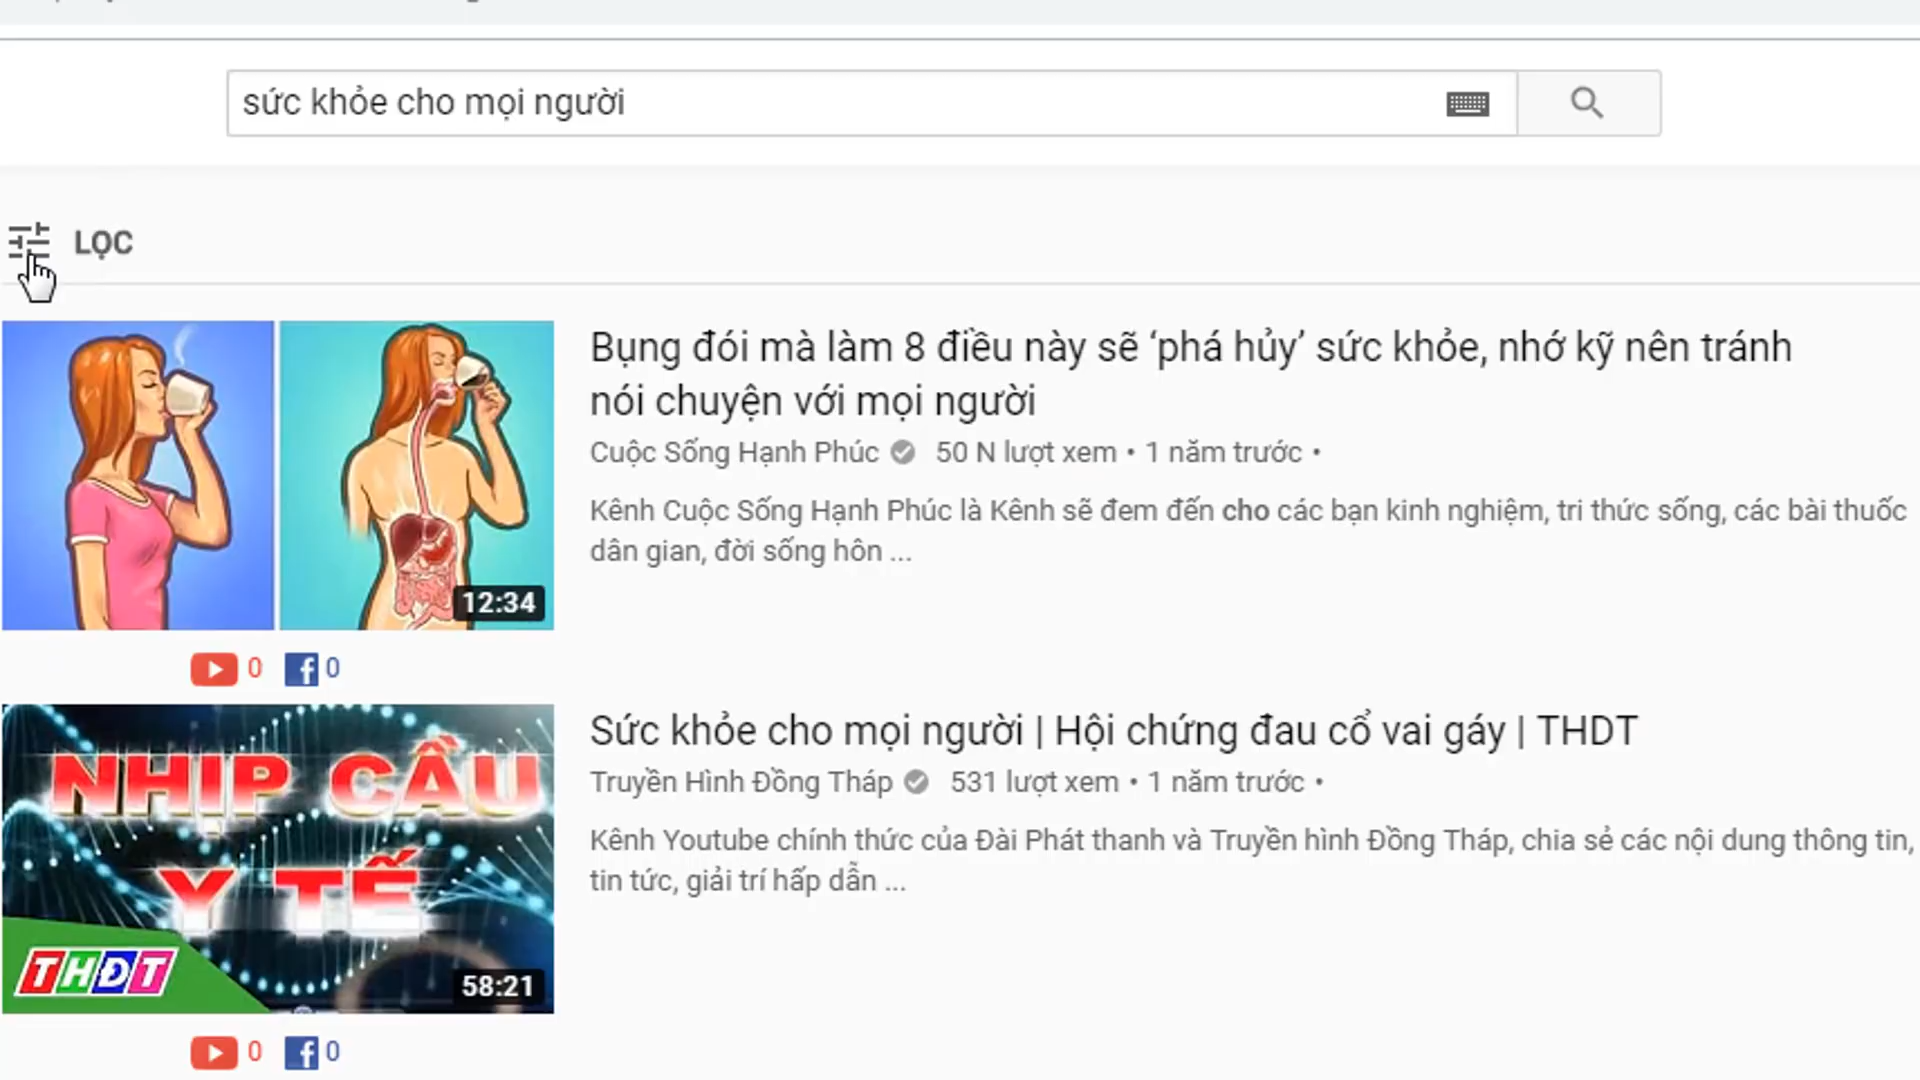 sức khỏe cho mọi người
LỌC
Bụng đói mà làm 8 điều này sẽ ‘phá hủy’ sức khỏe, nhớ kỹ nên tránh
nói chuyện với mọi người
Cuộc Sống Hạnh Phúc 50 N lượt xem • 1 năm trước •
Kênh Cuộc Sống Hạnh Phúc là Kênh sẽ đem đến cho các bạn kinh nghiệm, tri thức sống, các bài thuốc
dân gian, đời sống hôn ...
12:34
0 f 0
Sức khỏe cho mọi người | Hội chứng đau cổ vai gáy | THDT
Truyền Hình Đồng Tháp 531 lượt xem • 1 năm trước •
Kênh Youtube chính thức của Đài Phát thanh và Truyền hình Đồng Tháp, chia sẻ các nội dung thông tin,
tin tức, giải trí hấp dẫn ...
NHỊP CẦU
Y TẾ
THĐT
58:21
0 f 0